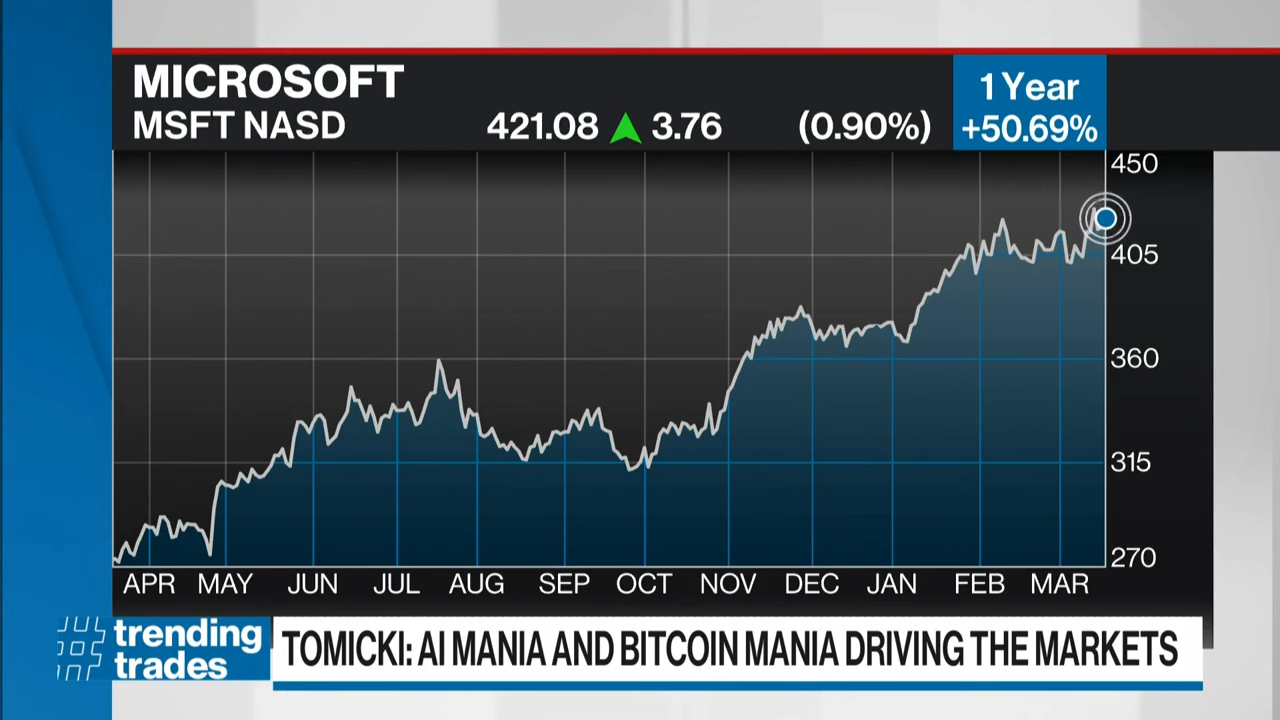 MICROSOFT
MSFT NASD 421.08 ▲ 3.76 (0.90%)
1 Year
+50.69%
450
405
360
315
270
APR MAY JUN JUL AUG SEP OCT NOV DEC JAN FEB MAR
# trending
trades
TOMICKI: AI MANIA AND BITCOIN MANIA DRIVING THE MARKETS